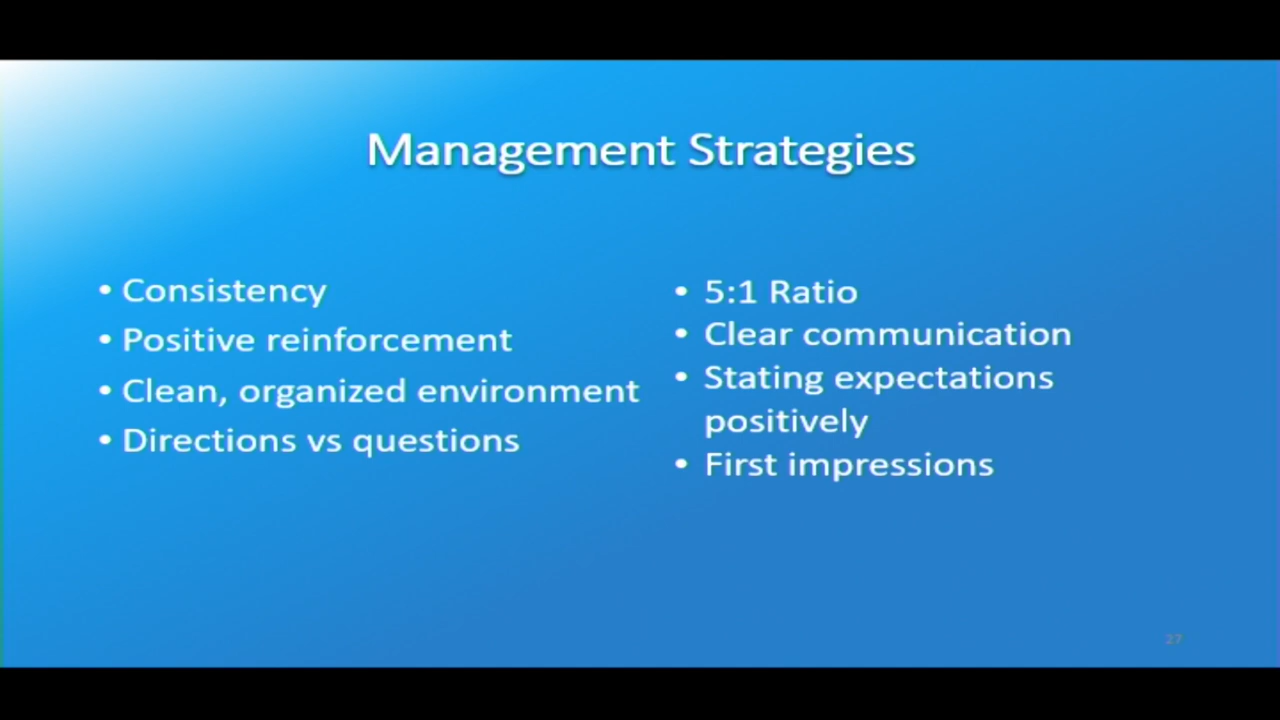 Management Strategies
• Consistency
• Positive reinforcement
• Clean, organized environment
• Directions vs questions
• 5:1 Ratio
• Clear communication
• Stating expectations
positively
• First impressions
27